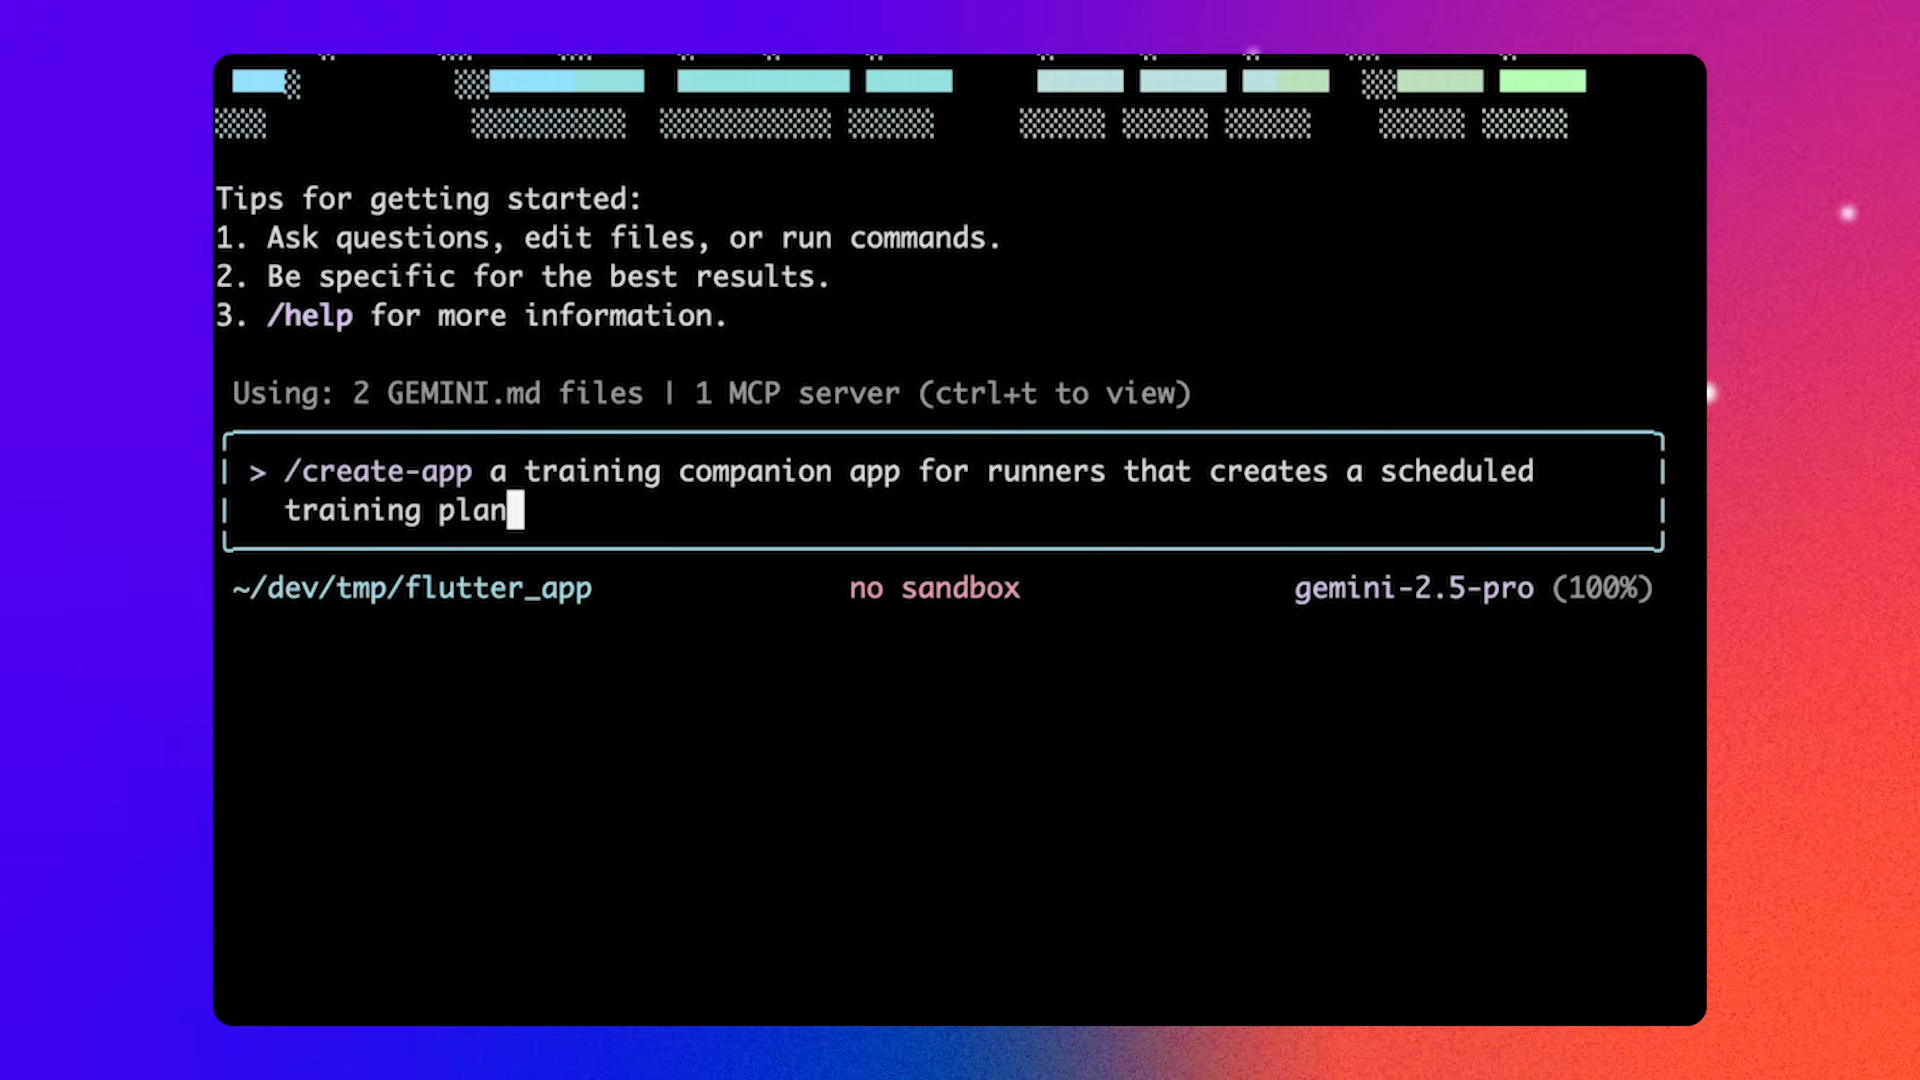 Tips for getting started:
1. Ask questions, edit files, or run commands.
2. Be specific for the best results.
3. /help for more information.
Using: 2 GEMINI.md files | 1 MCP server (ctrl+t to view)
> /create-app a training companion app for runners that creates a scheduled
training plan
~/dev/tmp/flutter_app no sandbox gemini-2.5-pro (100%)